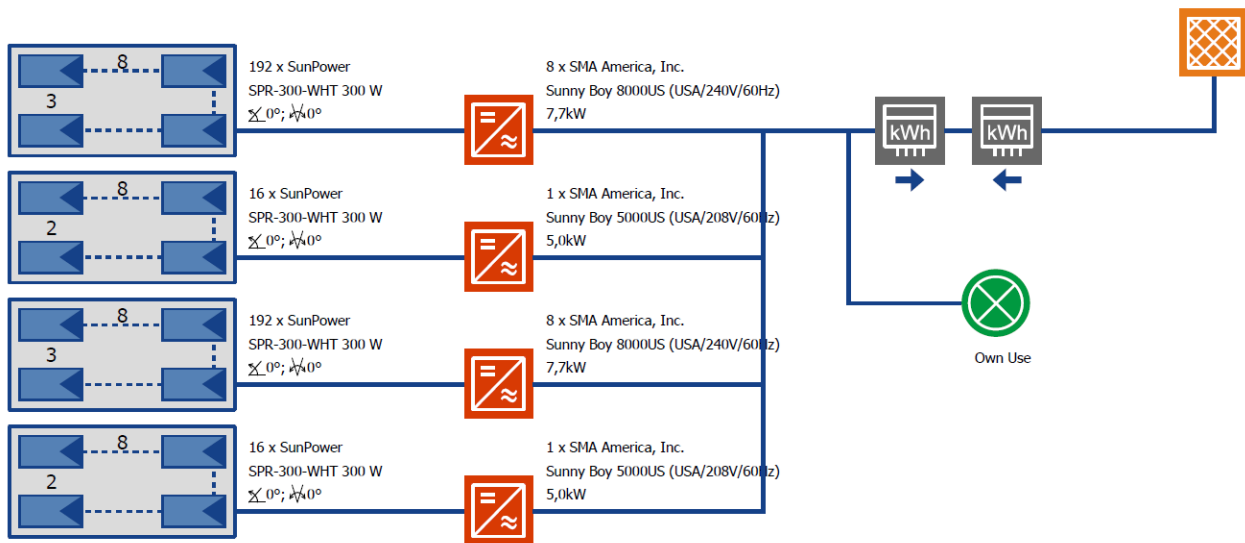 8
3
192 x SunPower
SPR-300-WHT 300 W
0°; 0°
8 x SMA America, Inc.
Sunny Boy 8000US (USA/240V/60Hz)
7,7kW
kWh
kWh
8
2
16 x SunPower
SPR-300-WHT 300 W
0°; 0°
1 x SMA America, Inc.
Sunny Boy 5000US (USA/208V/60Hz)
5,0kW
8
3
192 x SunPower
SPR-300-WHT 300 W
0°; 0°
8 x SMA America, Inc.
Sunny Boy 8000US (USA/240V/60Hz)
7,7kW
Own Use
8
2
16 x SunPower
SPR-300-WHT 300 W
0°; 0°
1 x SMA America, Inc.
Sunny Boy 5000US (USA/208V/60Hz)
5,0kW